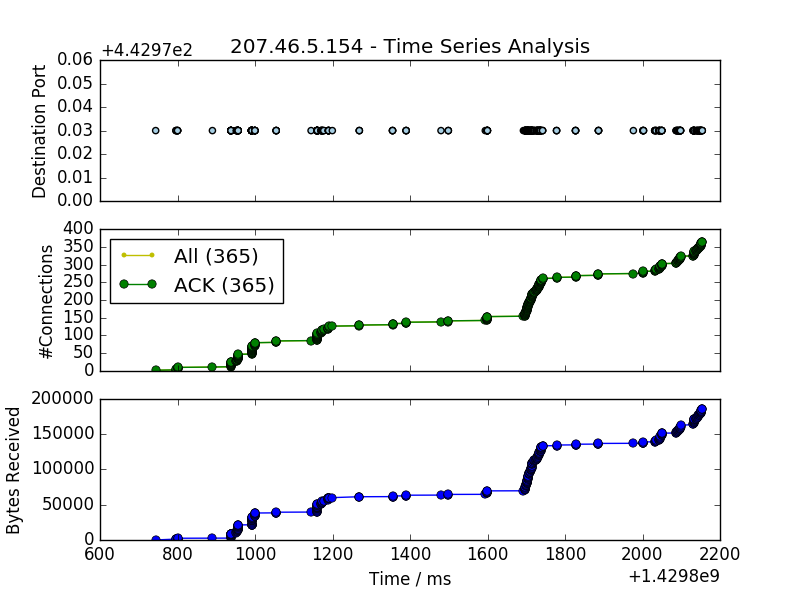 207.46.5.154 - Time Series Analysis
+4.4297e2
0.06
0.05
0.04
0.03
0.02
0.01
0.00
Destination Port
400
350
300
250
200
150
100
50
0
#Connections
All (365)
ACK (365)
200000
150000
100000
50000
0
Bytes Received
600 800 1000 1200 1400 1600 1800 2000 2200
Time / ms
+1.4298e9